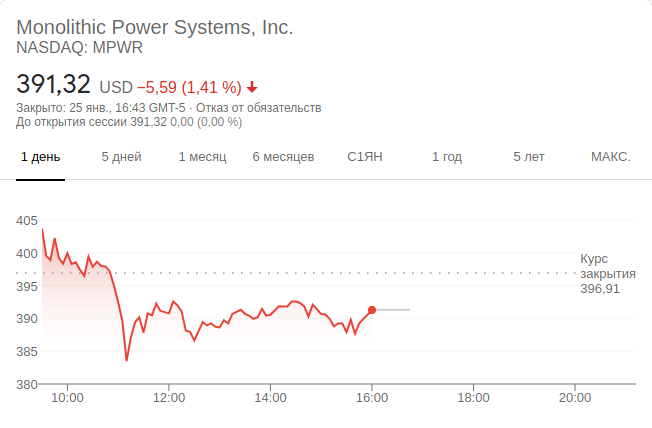 Monolithic Power Systems, Inc.
NASDAQ: MPWR
391,32 USD −5,59 (1,41 %)
Закрыто: 25 янв., 16:43 GMT-5 · Отказ от обязательств
До открытия сессии 391,32 0,00 (0,00 %)
1 день 5 дней 1 месяц 6 месяцев С1ЯН 1 год 5 лет МАКС.
405
400
Курс
закрытия
396,91
395
390
385
380
10:00 12:00 14:00 16:00 18:00 20:00